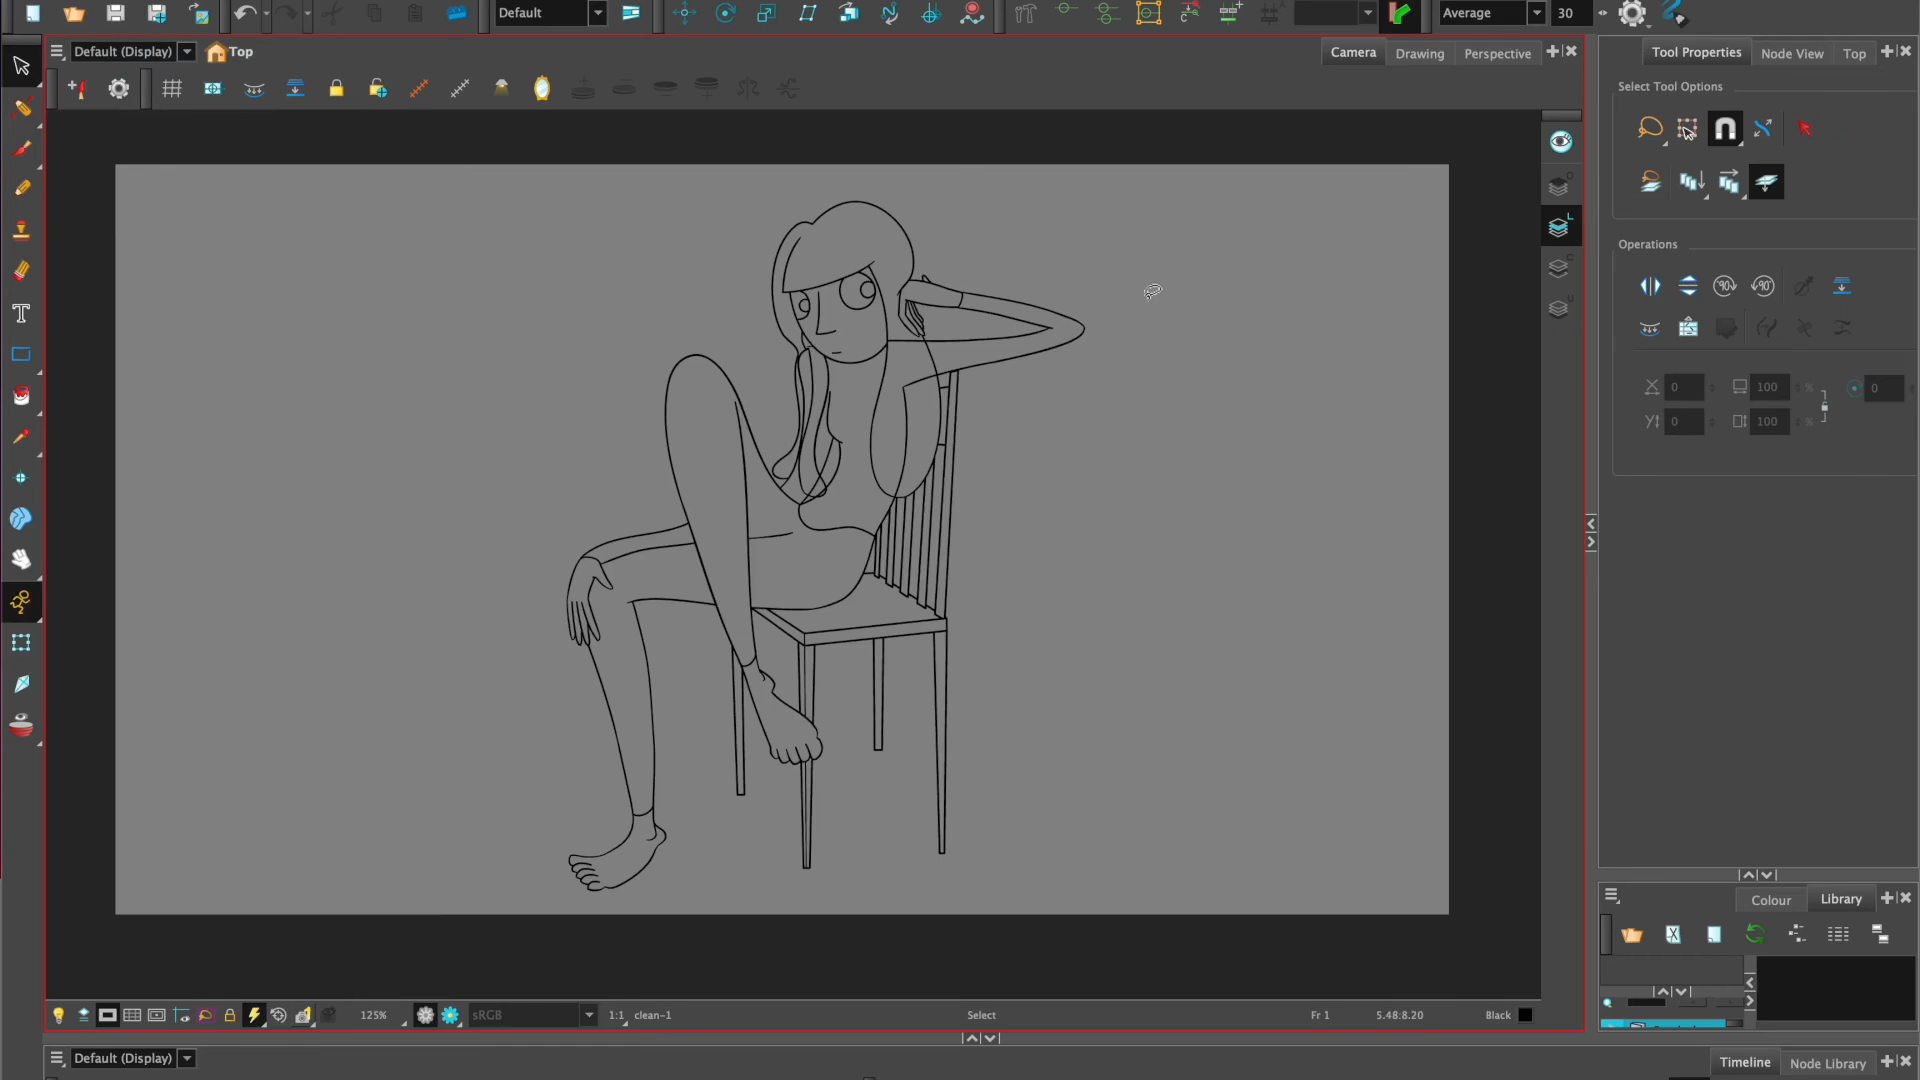 Default
Average
30
Default (Display)
Top
Camera
Drawing
Perspective
Tool Properties
Node View
Top
Select Tool Options
Operations
90
90
X 0
100 %
0
Y 0
100 %
T
O
L
C
U
Colour
Library
125%
sRGB
1:1
clean-1
Select
Fr 1
5.48:8.20
Black
Default (Display)
Timeline
Node Library